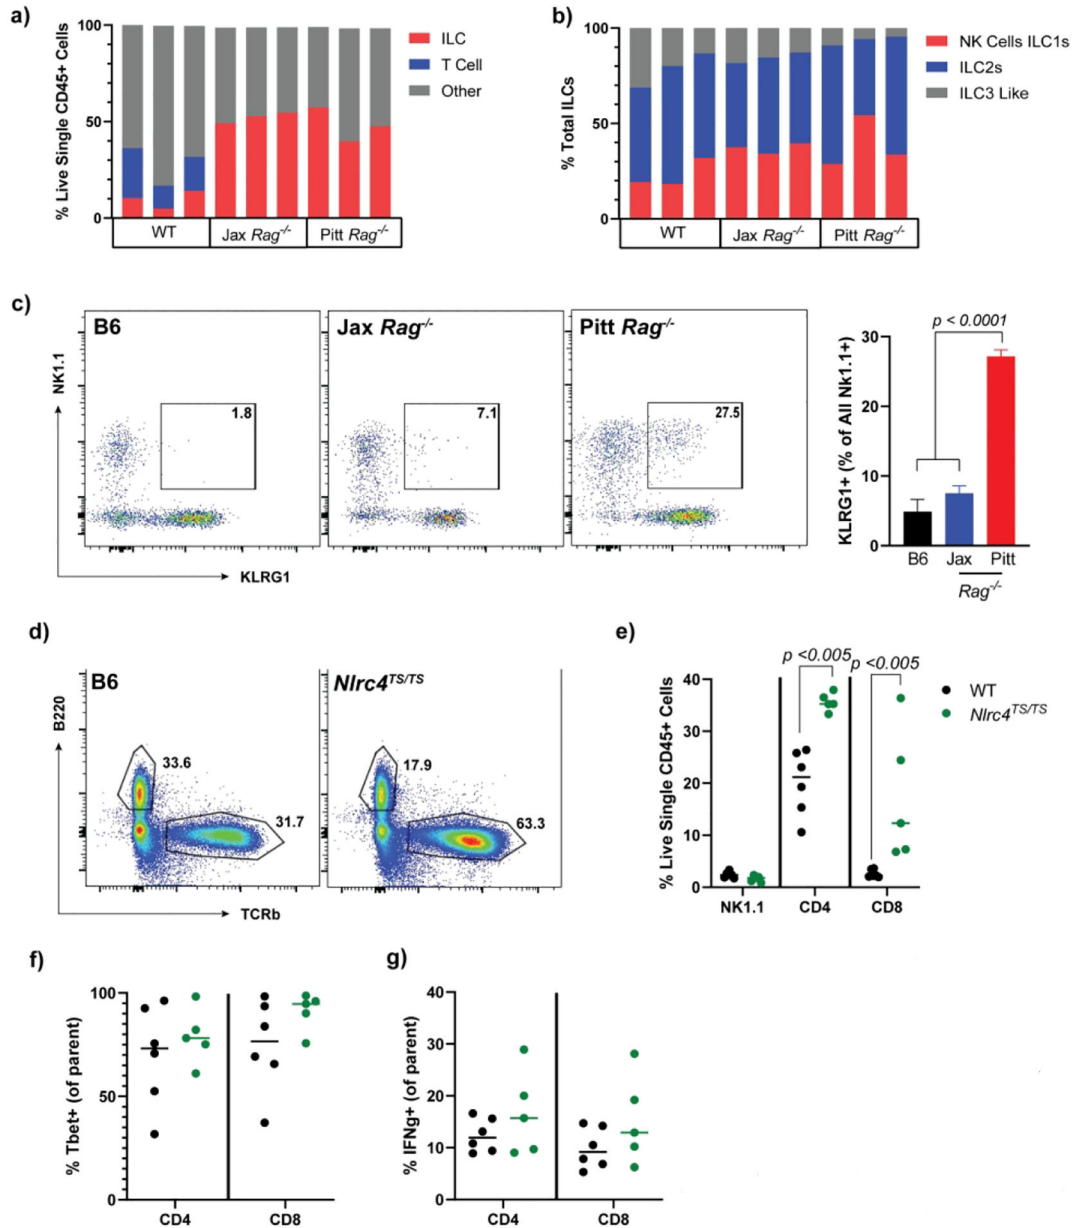 a)
% Live Single CD45+ Cells
100
50
0
WT
Jax Rag-/-
Pitt Rag-/-
ILC
T Cell
Other
b)
% Total ILCs
100
50
0
WT
Jax Rag-/-
Pitt Rag-/-
NK Cells ILC1s
ILC2s
ILC3 Like
c)
NK1.1
KLRG1
B6
1.8
Jax Rag-/-
7.1
Pitt Rag-/-
27.5
KLRG1+ (% of All Nk1.1+)
30
20
10
0
p < 0.0001
B6 Jax Pitt
Rag-/-
d)
B220
TCRb
B6
33.6
31.7
Nlrc4TS/TS
17.9
63.3
e)
% Live Single CD45+ Cells
40
30
20
10
0
p <0.005
p <0.005
NK1.1 CD4 CD8
WT
Nlrc4TS/TS
f)
% Tbet+ (of parent)
100
50
0
CD4 CD8
g)
% IFNg+ (of parent)
40
30
20
10
0
CD4 CD8